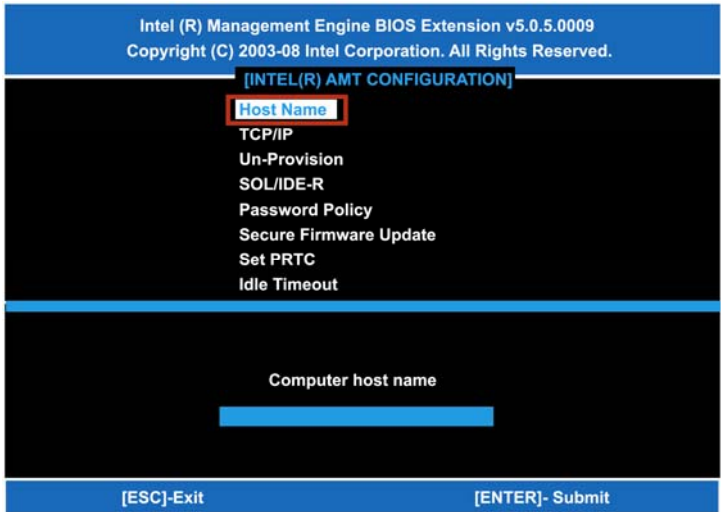 Intel (R) Management Engine BIOS Extension v5.0.5.0009
Copyright (C) 2003-08 Intel Corporation. All Rights Reserved.
[INTEL(R) AMT CONFIGURATION]
Host Name
TCP/IP
Un-Provision
SOL/IDE-R
Password Policy
Secure Firmware Update
Set PRTC
Idle Timeout
Computer host name
[ESC]-Exit
[ENTER]- Submit